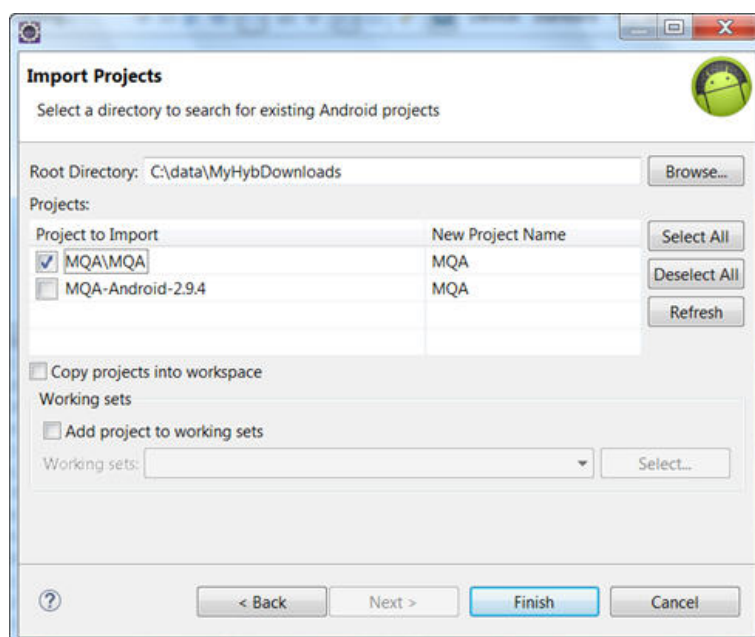 Import Projects
Select a directory to search for existing Android projects
Root Directory: C:\data\MyHybDownloads Browse...
Projects:
Project to Import New Project Name Select All
MQA\MQA MQA
Deselect All
MQA-Android-2.9.4 MQA
Refresh
Copy projects into workspace
Working sets
Add project to working sets
Working sets: Select...
? < Back Next > Finish Cancel